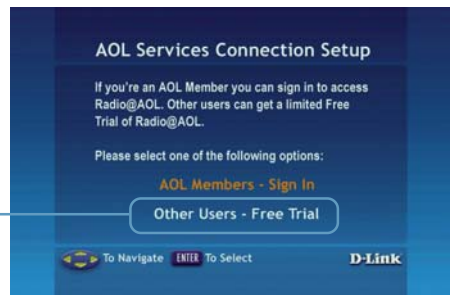 AOL Services Connection Setup
If you're an AOL Member you can sign in to access
Radio@AOL. Other users can get a limited Free
Trial of Radio@AOL.
Please select one of the following options:
AOL Members - Sign In
Other Users - Free Trial
To Navigate ENTER To Select D-Link